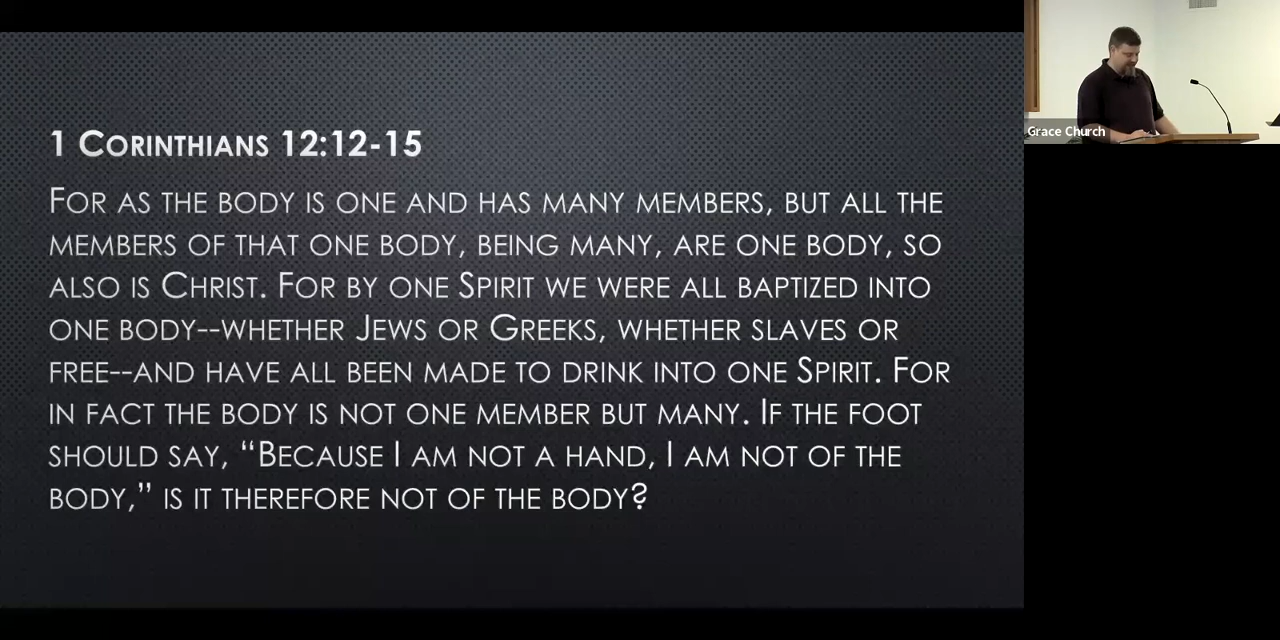 1 Corinthians 12:12-15
For as the body is one and has many members, but all the
members of that one body, being many, are one body, so
also is Christ. For by one Spirit we were all baptized into
one body--whether Jews or Greeks, whether slaves or
free--and have all been made to drink into one Spirit. For
in fact the body is not one member but many. If the foot
should say, “Because I am not a hand, I am not of the
body,” is it therefore not of the body?
Grace Church